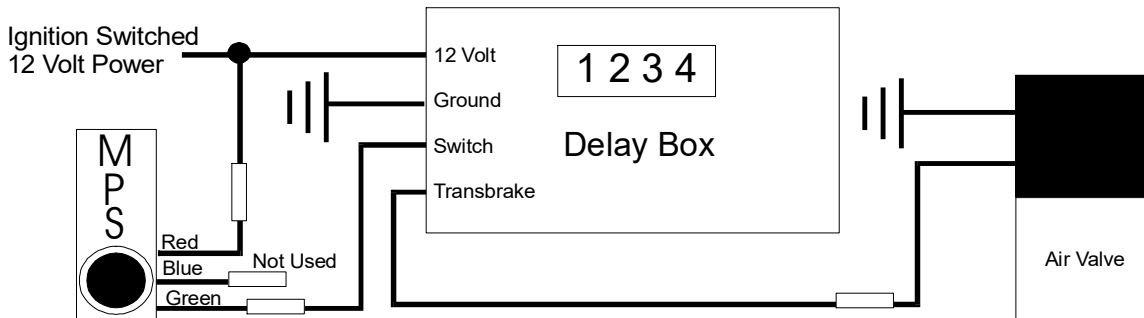 Ignition Switched
12 Volt Power
12 Volt
1 2 3 4
Ground
Switch
Delay Box
Transbrake
M
P
S
Red
Blue
Not Used
Green
Air Valve